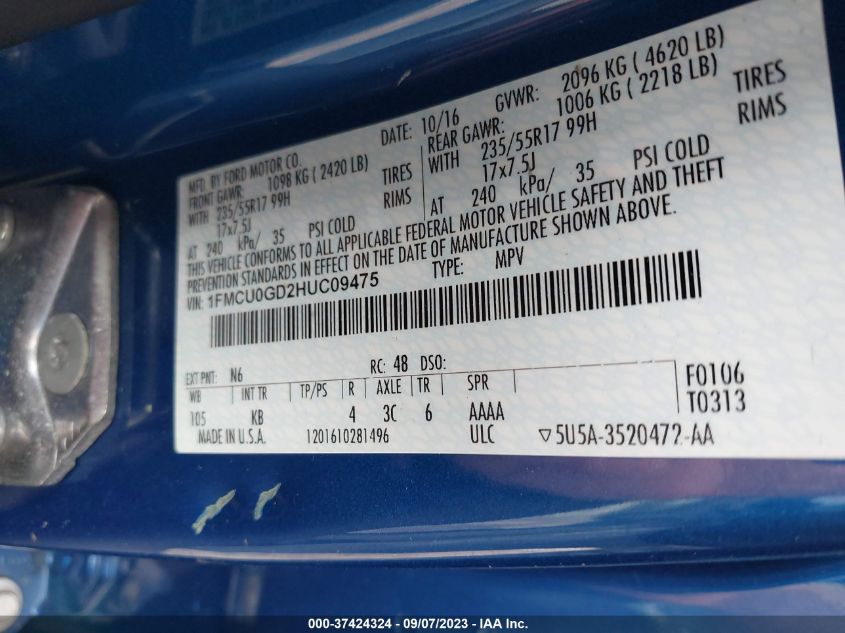 MFD. BY FORD MOTOR CO.
DATE: 10/16 GVWR: 2096 KG ( 4620 LB)
FRONT GAWR: 1098 KG ( 2420 LB) REAR GAWR: 1006 KG ( 2218 LB)
WITH 235/55R17 99H TIRES WITH 235/55R17 99H TIRES
17x7.5J RIMS 17x7.5J RIMS
AT 240 kPa/ 35 PSI COLD AT 240 kPa/ 35 PSI COLD
THIS VEHICLE CONFORMS TO ALL APPLICABLE FEDERAL MOTOR VEHICLE SAFETY AND THEFT
PREVENTION STANDARDS IN EFFECT ON THE DATE OF MANUFACTURE SHOWN ABOVE.
VIN: 1FMCU0GD2HUC09475 TYPE: MPV
EXT PNT: N6 RC: 48 DSO:
WB INT TR TP/PS R AXLE TR SPR
105 KB 4 3C 6 AAAA
F0106
T0313
MADE IN U.S.A. 1201610281496 ULC ▽5U5A-3520472-AA
000-37424324 - 09/07/2023 - IAA Inc.